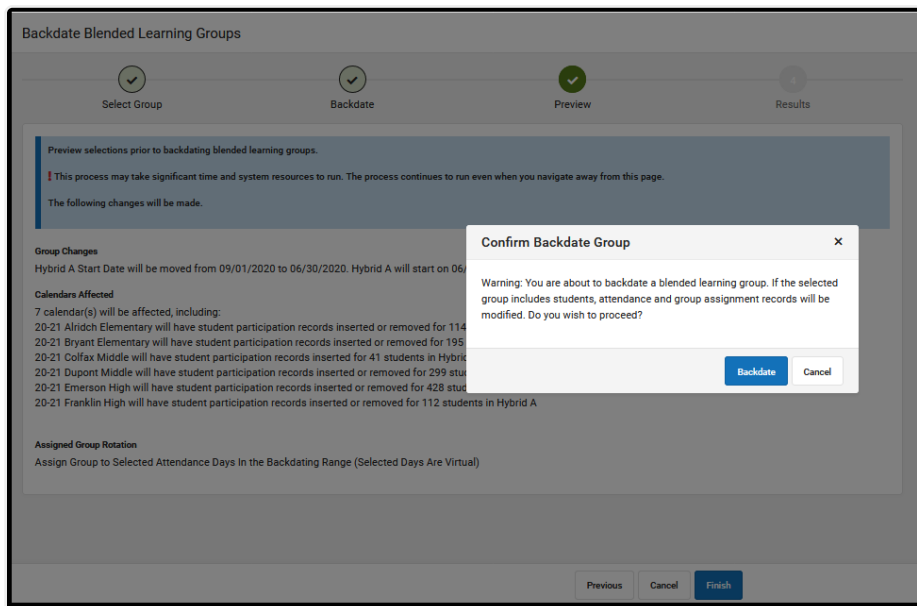 Backdate Blended Learning Groups
Select Group
Backdate
Preview
Results
Preview selections prior to backdating blended learning groups.
! This process may take significant time and system resources to run. The process continues to run even when you navigate away from this page.
The following changes will be made.
Group Changes
Hybrid A Start Date will be moved from 09/01/2020 to 06/30/2020. Hybrid A will start on 06/
Calendars Affected
7 calendar(s) will be affected, including:
20-21 Alridch Elementary will have student participation records inserted or removed for 114
20-21 Bryant Elementary will have student participation records inserted or removed for 195
20-21 Colfax Middle will have student participation records inserted for 41 students in Hybrid
20-21 Dupont Middle will have student participation records inserted or removed for 299
20-21 Emerson High will have student participation records inserted or removed for 428
20-21 Franklin High will have student participation records inserted or removed for 112 students in Hybrid A
Assigned Group Rotation
Assign Group to Selected Attendance Days In the Backdating Range (Selected Days Are Virtual)
Confirm Backdate Group
Warning: You are about to backdate a blended learning group. If the selected
group includes students, attendance and group assignment records will be
modified. Do you wish to proceed?
Backdate
Cancel
Previous
Cancel
Finish